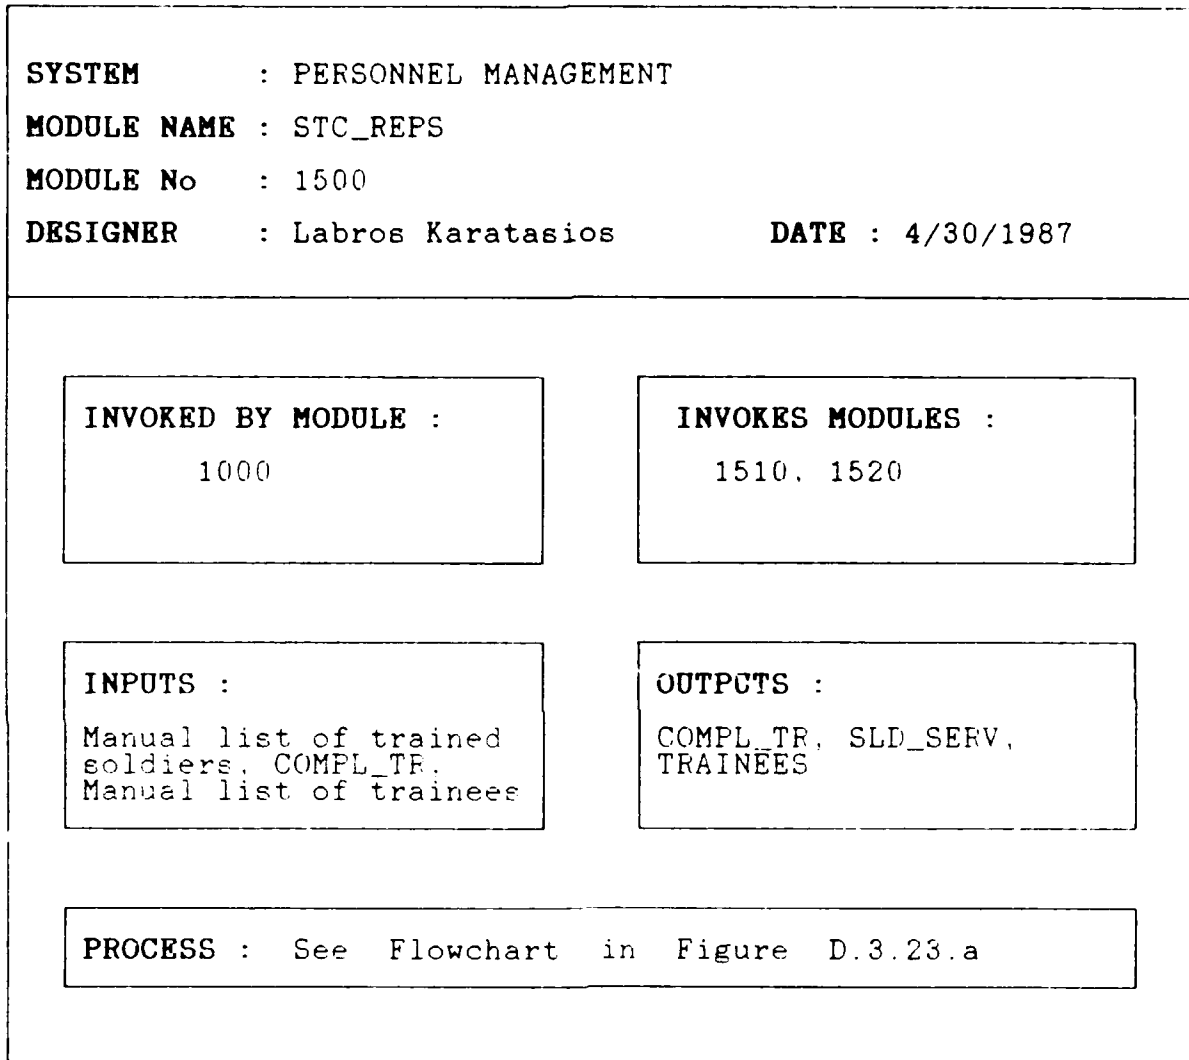 SYSTEM : PERSONNEL MANAGEMENT
MODULE NAME : STC_REPS
MODULE No : 1500
DESIGNER : Labros Karatasios DATE : 4/30/1987
INVOKED BY MODULE :
1000
INVOKES MODULES :
1510, 1520
INPUTS :
Manual list of trained
soldiers, COMPL_TR,
Manual list of trainees
OUTPUTS :
COMPL_TR, SLD_SERV,
TRAINEES
PROCESS : See Flowchart in Figure D.3.23.a